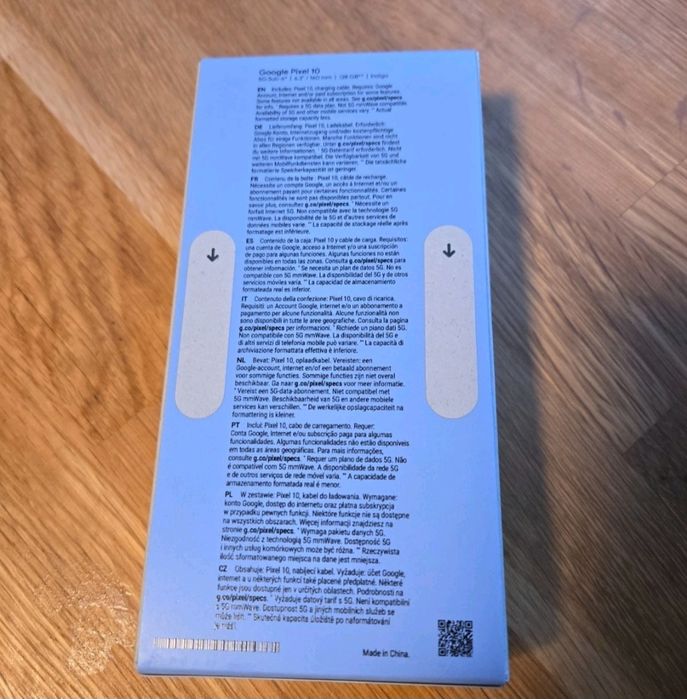 Google Pixel 10
5G Sub 6* | 6.3" / 160 mm | 128 GB** | Indigo
EN Includes: Pixel 10, charging cable. Requires: Google
Account, Internet and/or paid subscription for some features.
Some features not available in all areas. See g.co/pixel/specs
for info. * Requires a 5G data plan. Not 5G mmWave compatible.
Availability of 5G and other mobile services vary. ** Actual
formatted storage capacity less.
DE Lieferumfang: Pixel 10, Ladekabel. Erforderlich:
Google-Konto, Internetzugang und/oder kostenpflichtige
Abos für einige Funktionen. Manche Funktionen sind nicht
in allen Regionen verfügbar. Unter g.co/pixel/specs findest
du weitere Informationen. * 5G-Datentarif erforderlich. Nicht
mit 5G mmWave kompatibel. Die Verfügbarkeit von 5G und
weiteren Mobilfunkdiensten kann variieren. ** Die tatsächliche
formatierte Speicherkapazität ist geringer.
FR Contenu de la boîte : Pixel 10, câble de recharge.
Nécessite un compte Google, un accès à Internet et/ou un
abonnement payant pour certaines fonctionnalités. Certaines
fonctionnalités ne sont pas disponibles partout. Pour en
savoir plus, consultez g.co/pixel/specs. * Nécessite un
forfait Internet 5G. Non compatible avec la technologie 5G
mmWave. La disponibilité de la 5G et d'autres services de
données mobiles varie. ** La capacité de stockage réelle après
formatage est inférieure.
ES Contenido de la caja: Pixel 10 y cable de carga. Requisitos:
una cuenta de Google, acceso a Internet y/o una suscripción
de pago para algunas funciones. Algunas funciones no están
disponibles en todas las zonas. Consulta g.co/pixel/specs para
obtener información. * Se necesita un plan de datos 5G. No es
compatible con 5G mmWave. La disponibilidad del 5G y de otros
servicios móviles varía. ** La capacidad de almacenamiento
formateada real es inferior.
IT Contenuto della confezione: Pixel 10, cavo di ricarica.
Requisiti: un Account Google, internet e/o un abbonamento a
pagamento per alcune funzionalità. Alcune funzionalità non
sono disponibili in tutte le aree geografiche. Consulta la pagina
g.co/pixel/specs per informazioni. * Richiede un piano dati 5G.
Non compatibile con 5G mmWave. La disponibilità del 5G e
di altri servizi di telefonia mobile può variare. ** La capacità di
archiviazione formattata effettiva è inferiore.
NL Bevat: Pixel 10, oplaadkabel. Vereisten: een
Google-account, internet en/of een betaald abonnement
voor sommige functies. Sommige functies zijn niet overal
beschikbaar. Ga naar g.co/pixel/specs voor meer informatie.
* Vereist een 5G-data-abonnement. Niet compatibel met
5G mmWave. Beschikbaarheid van 5G en andere mobiele
services kan verschillen. ** De werkelijke opslagcapaciteit na
formattering is kleiner.
PT Inclui: Pixel 10, cabo de carregamento. Requer:
Conta Google, Internet e/ou subscrição paga para algumas
funcionalidades. Algumas funcionalidades não estão disponíveis
em todas as áreas geográficas. Para mais informações,
consulte g.co/pixel/specs. * Requer um plano de dados 5G. Não
é compatível com 5G mmWave. A disponibilidade da rede 5G
e de outros serviços de rede móvel varia. ** A capacidade de
armazenamento formatada real é menor.
PL W zestawie: Pixel 10, kabel do ładowania. Wymagane:
konto Google, dostęp do internetu oraz płatna subskrypcja
w przypadku pewnych funkcji. Niektóre funkcje nie są dostępne
na wszystkich obszarach. Więcej informacji znajdziesz na
stronie g.co/pixel/specs. * Wymaga pakietu danych 5G.
Niezgodność z technologią 5G mmWave. Dostępność 5G
i innych usług komórkowych może być różna. ** Rzeczywista
ilość sformatowanego miejsca na dane jest mniejsza.
CZ Obsahuje: Pixel 10, nabíjecí kabel. Vyžaduje: účet Google,
internet a u některých funkcí také placené předplatné. Některé
funkce jsou dostupné jen v určitých oblastech. Podrobnosti na
g.co/pixel/specs. * Vyžaduje datový tarif s 5G. Není kompatibilní
s 5G mmWave. Dostupnost 5G a jiných mobilních služeb se
může lišit. ** Skutečná kapacita úložiště po naformátování
je nižší.
Made in China.